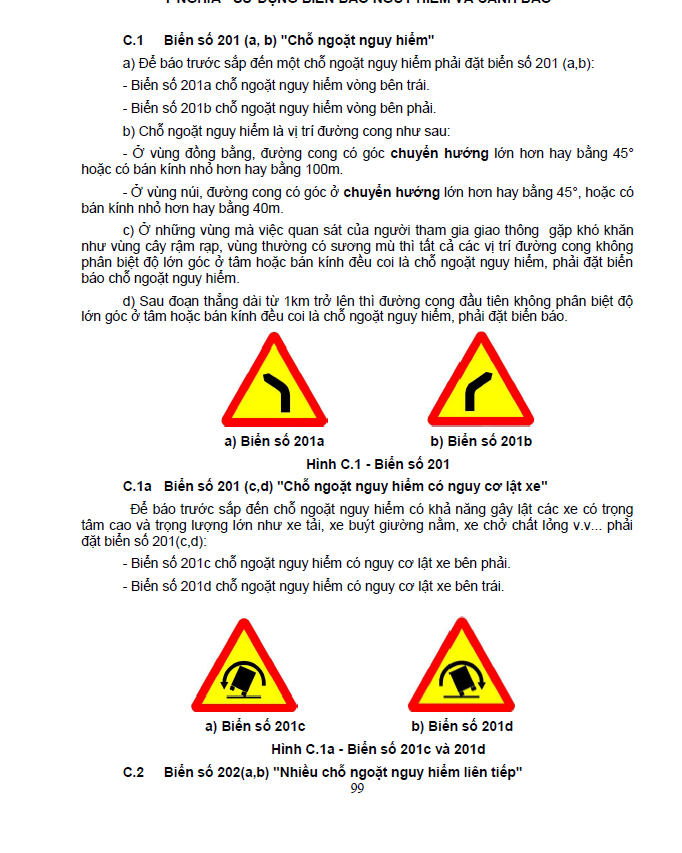 C.1 Biển số 201 (a, b) "Chỗ ngoặt nguy hiểm"
a) Để báo trước sắp đến một chỗ ngoặt nguy hiểm phải đặt biển số 201 (a,b):
- Biển số 201a chỗ ngoặt nguy hiểm vòng bên trái.
- Biển số 201b chỗ ngoặt nguy hiểm vòng bên phải.
b) Chỗ ngoặt nguy hiểm là vị trí đường cong như sau:
- Ở vùng đồng bằng, đường cong có góc chuyển hướng lớn hơn hay bằng 45°
hoặc có bán kính nhỏ hơn hay bằng 100m.
- Ở vùng núi, đường cong có góc ở chuyển hướng lớn hơn hay bằng 45°, hoặc có
bán kính nhỏ hơn hay bằng 40m.
c) Ở những vùng mà việc quan sát của người tham gia giao thông gặp khó khăn
như vùng cây rậm rạp, vùng thường có sương mù thì tất cả các vị trí đường cong không
phân biệt độ lớn góc ở tâm hoặc bán kính đều coi là chỗ ngoặt nguy hiểm, phải đặt biển
báo chỗ ngoặt nguy hiểm.
d) Sau đoạn thẳng dài từ 1km trở lên thì đường cong đầu tiên không phân biệt độ
lớn góc ở tâm hoặc bán kính đều coi là chỗ ngoặt nguy hiểm, phải đặt biển báo.
a) Biển số 201a b) Biển số 201b
Hình C.1 - Biển số 201
C.1a Biển số 201 (c,d) "Chỗ ngoặt nguy hiểm có nguy cơ lật xe"
Để báo trước sắp đến chỗ ngoặt nguy hiểm có khả năng gây lật các xe có trọng
tâm cao và trọng lượng lớn như xe tải, xe buýt giường nằm, xe chở chất lỏng v.v... phải
đặt biển số 201(c,d):
- Biển số 201c chỗ ngoặt nguy hiểm có nguy cơ lật xe bên phải.
- Biển số 201d chỗ ngoặt nguy hiểm có nguy cơ lật xe bên trái.
a) Biển số 201c b) Biển số 201d
Hình C.1a - Biển số 201c và 201d
C.2 Biển số 202(a,b) "Nhiều chỗ ngoặt nguy hiểm liên tiếp"
99